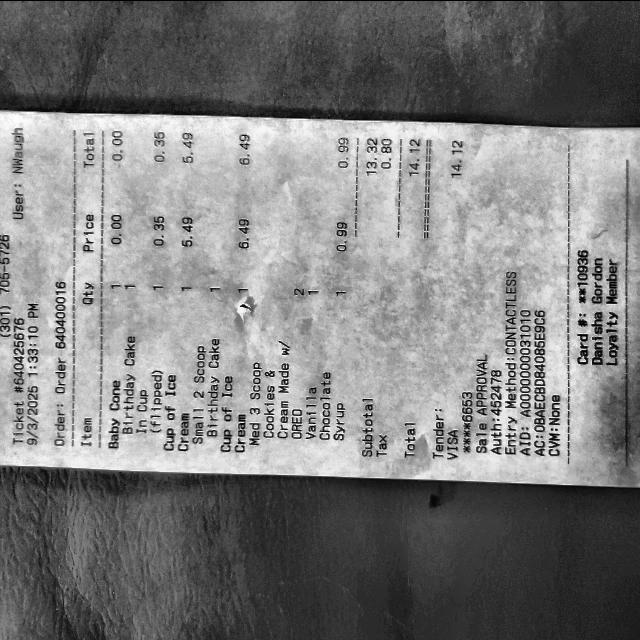 (301) 706-5726
Ticket #640425676 User: NWaugh
9/3/2025 1:33:10 PM
Order: Order 640400016
Item Qty Price Total
Baby Cone 1 0.00 0.00
Birthday Cake 1
In Cup
(flipped) 1 0.35 0.35
Cup of Ice
Cream 1 5.49 5.49
Small 2 Scoop
Birthday Cake 1
Cup of Ice
Cream 1 6.49 6.49
Med 3 Scoop
Cookies &
Cream Made w/
OREO 2
Vanilla 1
Chocolate
Syrup 1 0.99 0.99
Subtotal 13.32
Tax 0.80
Total 14.12
Tender:
VISA 14.12
****6653
Sale APPROVAL
Auth:452478
Entry Method:CONTACTLESS
AID: A0000000031010
AC:0BAECBD84085E9C6
CVM:None
Card #: **10936
Danisha Gordon
Loyalty Member